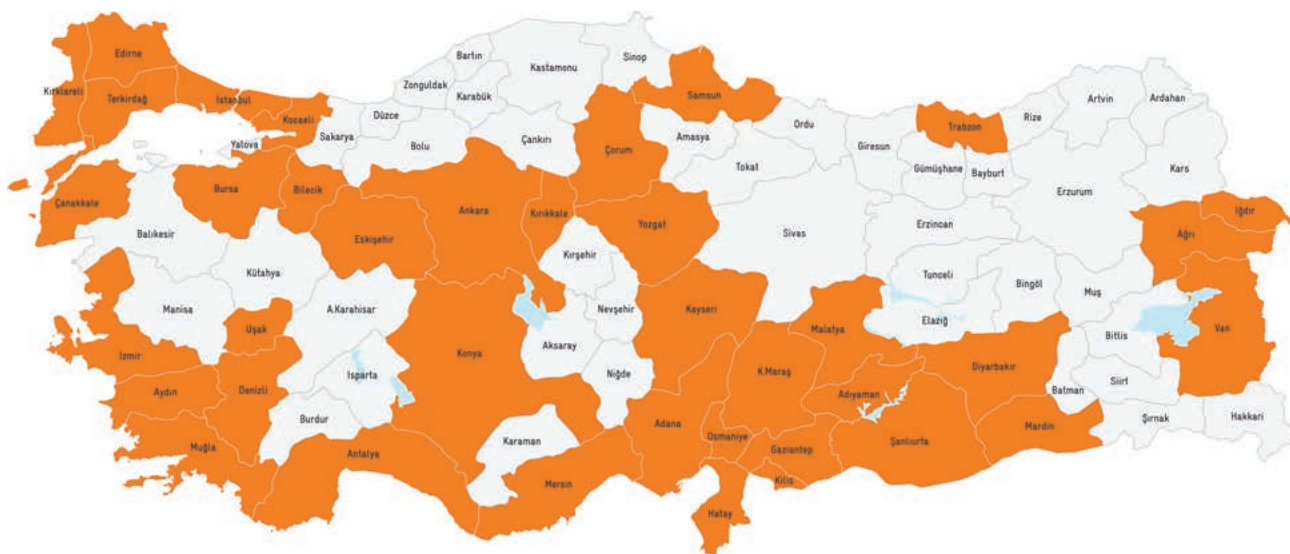 Edirne
Kırklareli
Terkirdağ
İstanbul
Kocaeli
Yalova
Sakarya
Düzce
Bolu
Zonguldak
Bartın
Karabük
Kastamonu
Çankırı
Sinop
Samsun
Çorum
Amasya
Tokat
Ordu
Giresun
Trabzon
Gümüşhane
Bayburt
Rize
Artvin
Ardahan
Kars
Erzurum
Erzincan
Iğdır
Ağrı
Çanakkale
Balıkesir
Bursa
Bilecik
Eskişehir
Ankara
Kırıkkale
Yozgat
Sivas
Kırşehir
Kütahya
Manisa
A.Karahisar
Uşak
İzmir
Aydın
Denizli
Muğla
Isparta
Burdur
Antalya
Konya
Aksaray
Nevşehir
Niğde
Karaman
Mersin
Kayseri
Adana
K.Maraş
Osmaniye
Hatay
Gaziantep
Kilis
Malatya
Adıyaman
Şanlıurfa
Tunceli
Elazığ
Bingöl
Muş
Diyarbakır
Mardin
Batman
Bitlis
Siirt
Şırnak
Van
Hakkari